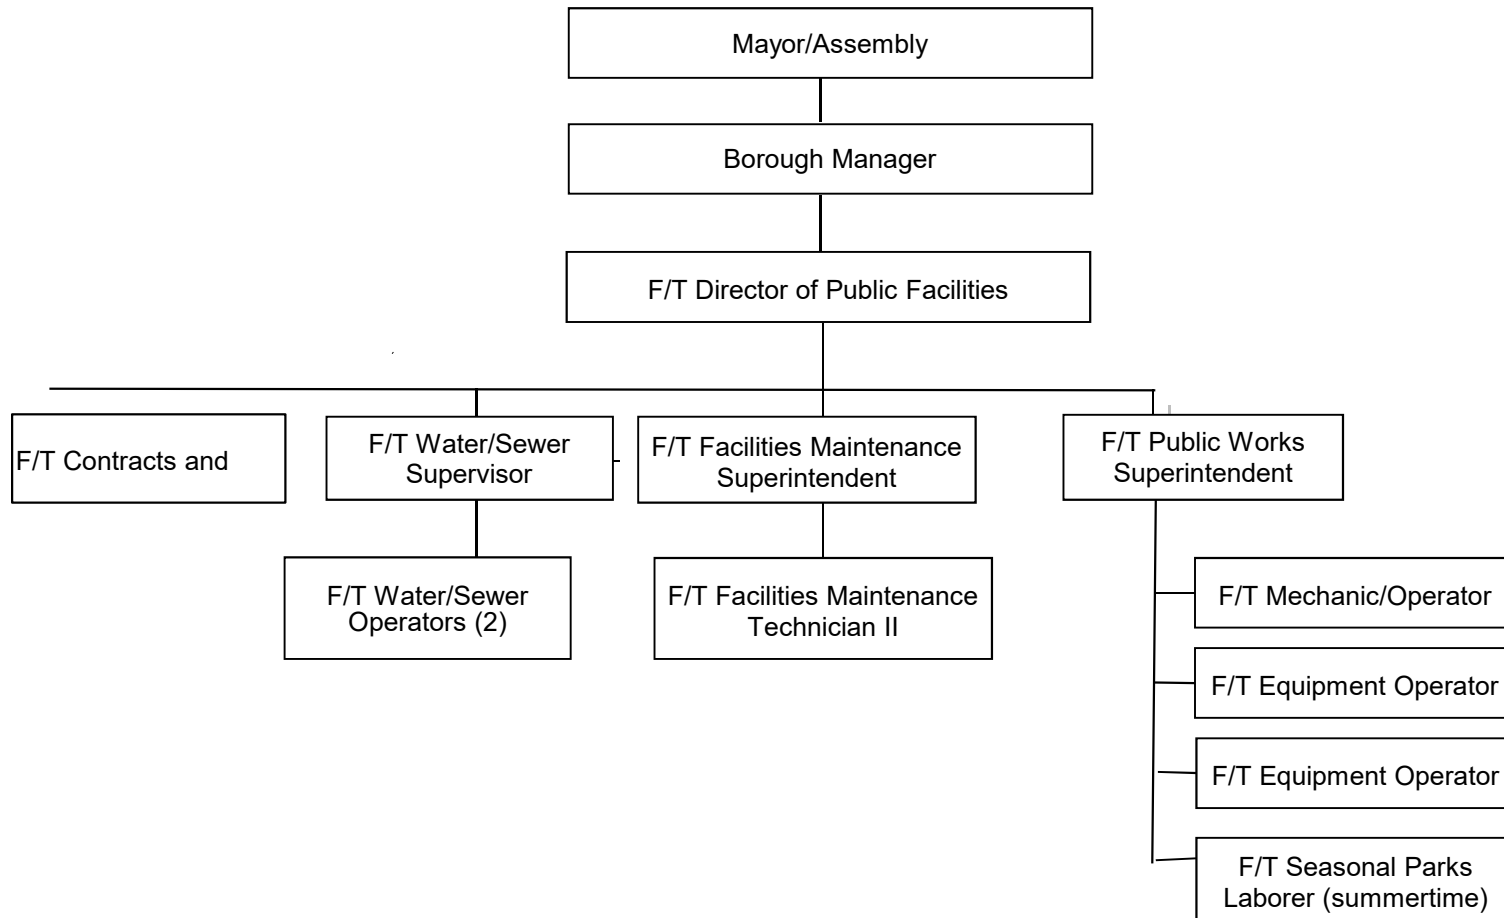 Mayor/Assembly
Borough Manager
F/T Director of Public Facilities
F/T Contracts and
F/T Water/Sewer
Supervisor
F/T Facilities Maintenance
Superintendent
F/T Public Works
Superintendent
F/T Water/Sewer
Operators (2)
F/T Facilities Maintenance
Technician II
F/T Mechanic/Operator
F/T Equipment Operator
F/T Equipment Operator
F/T Seasonal Parks
Laborer (summertime)